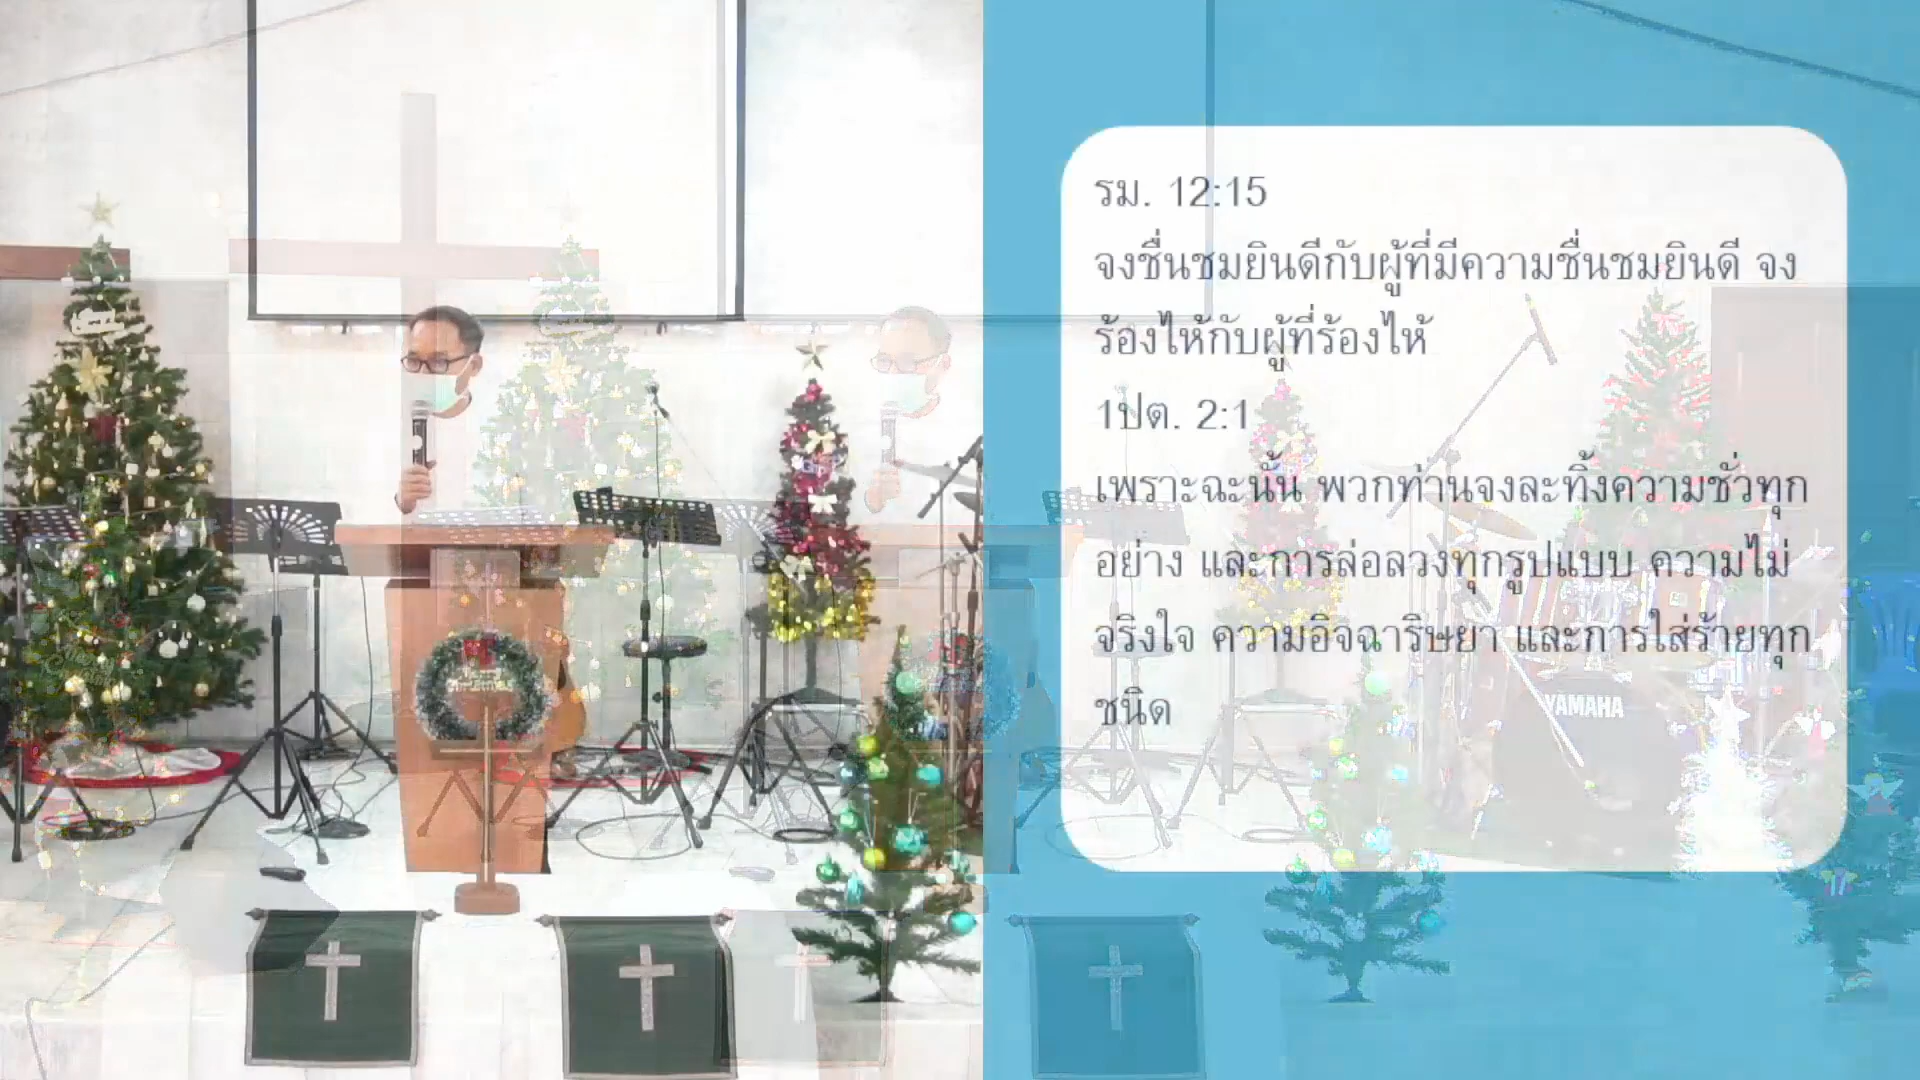 รม. 12:15
จงชื่นชมยินดีกับผู้ที่มีความชื่นชมยินดี จง
ร้องไห้กับผู้ที่ร้องไห้
1ปต. 2:1
เพราะฉะนั้น พวกท่านจงละทิ้งความชั่วทุก
อย่าง และการล่อลวงทุกรูปแบบ ความไม่
จริงใจ ความอิจฉาริษยา และการใส่ร้ายทุก
ชนิด
YAMAHA